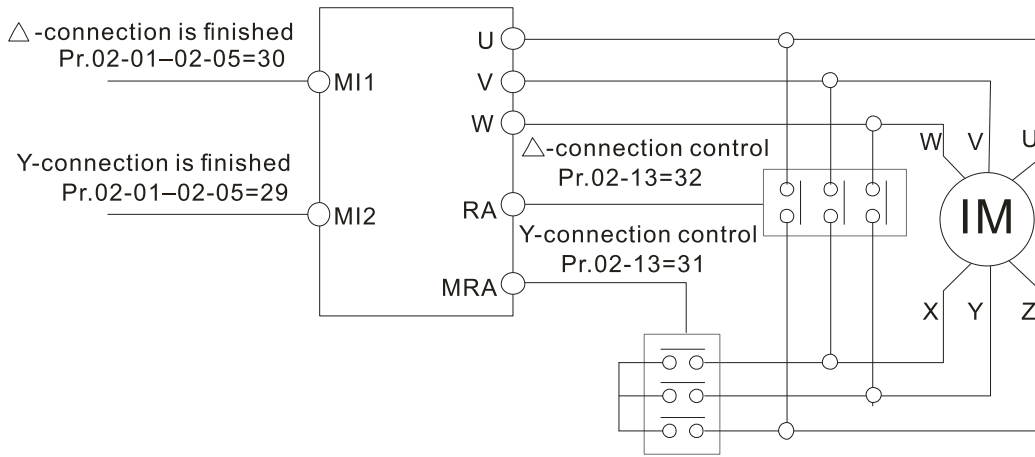 △-connection is finished
Pr.02-01–02-05=30
MI1
Y-connection is finished
Pr.02-01–02-05=29
MI2
U
V
W
RA
MRA
△-connection control
Pr.02-13=32
Y-connection control
Pr.02-13=31
W V U
IM
X Y Z